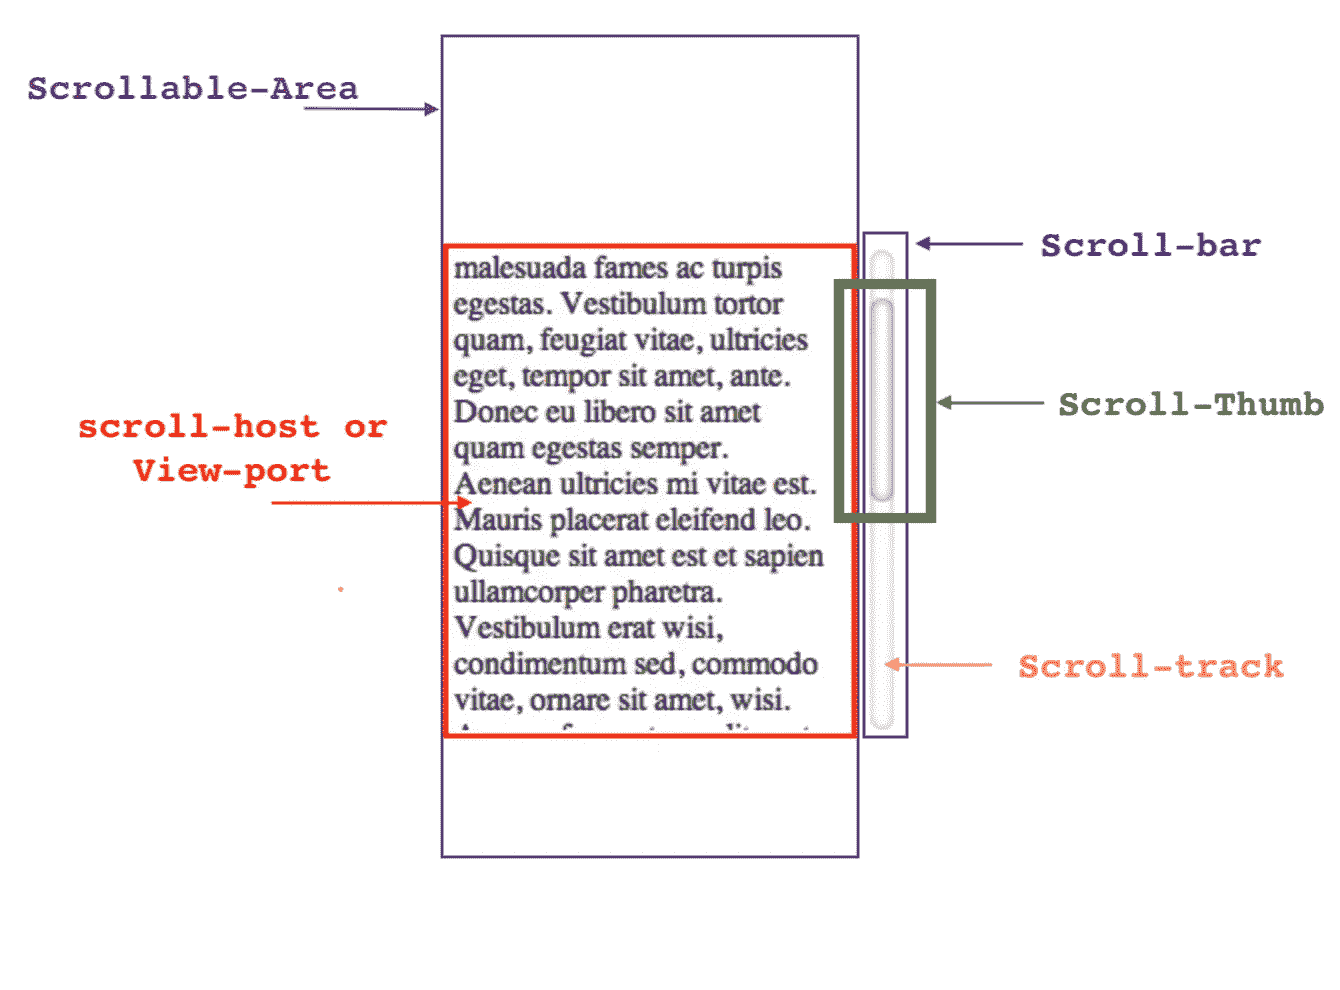 Scrollable-Area
Scroll-bar
malesuada fames ac turpis
egestas. Vestibulum tortor
quam, feugiat vitae, ultricies
eget, tempor sit amet, ante.
Donec eu libero sit amet
quam egestas semper.
Aenean ultricies mi vitae est.
Mauris placerat eleifend leo.
Quisque sit amet est et sapien
ullamcorper pharetra.
Vestibulum erat wisi,
condimentum sed, commodo
vitae, ornare sit amet, wisi.
Scroll-Thumb
scroll-host or
View-port
Scroll-track